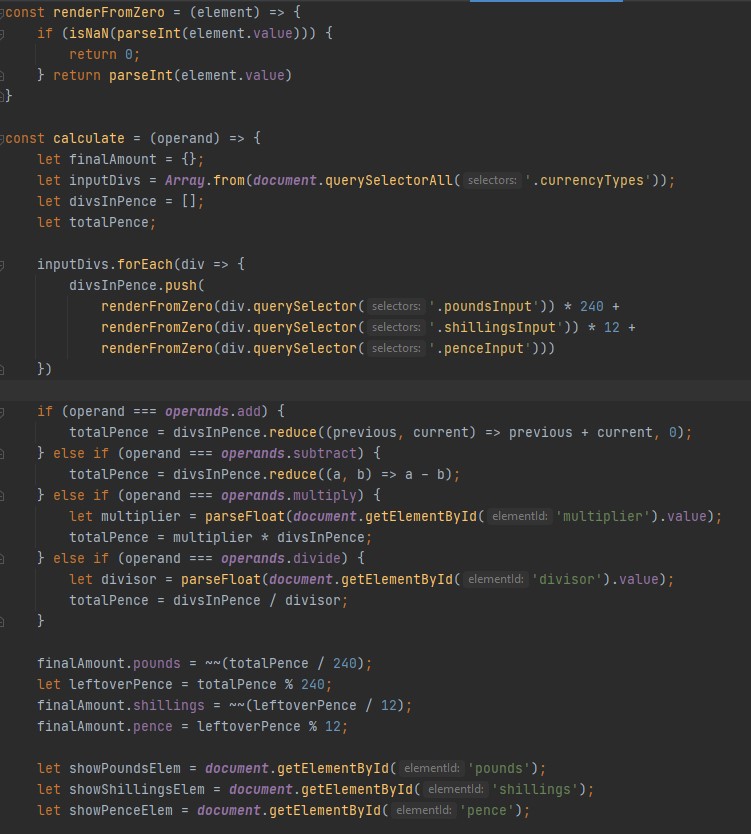 const renderFromZero = (element) => {
    if (isNaN(parseInt(element.value))) {
        return 0;
    } return parseInt(element.value)
}
const calculate = (operand) => {
    let finalAmount = {};
    let inputDivs = Array.from(document.querySelectorAll( selectors: '.currencyTypes'));
    let divsInPence = [];
    let totalPence;
    inputDivs.forEach(div => {
        divsInPence.push(
            renderFromZero(div.querySelector( selectors: '.poundsInput')) * 240 +
            renderFromZero(div.querySelector( selectors: '.shillingsInput')) * 12 +
            renderFromZero(div.querySelector( selectors: '.penceInput')))
    })
    if (operand === operands.add) {
        totalPence = divsInPence.reduce((previous, current) => previous + current, 0);
    } else if (operand === operands.subtract) {
        totalPence = divsInPence.reduce((a, b) => a - b);
    } else if (operand === operands.multiply) {
        let multiplier = parseFloat(document.getElementById( elementId: 'multiplier').value);
        totalPence = multiplier * divsInPence;
    } else if (operand === operands.divide) {
        let divisor = parseFloat(document.getElementById( elementId: 'divisor').value);
        totalPence = divsInPence / divisor;
    }
    finalAmount.pounds = ~~(totalPence / 240);
    let leftoverPence = totalPence % 240;
    finalAmount.shillings = ~~(leftoverPence / 12);
    finalAmount.pence = leftoverPence % 12;
    let showPoundsElem = document.getElementById( elementId: 'pounds');
    let showShillingsElem = document.getElementById( elementId: 'shillings');
    let showPenceElem = document.getElementById( elementId: 'pence');